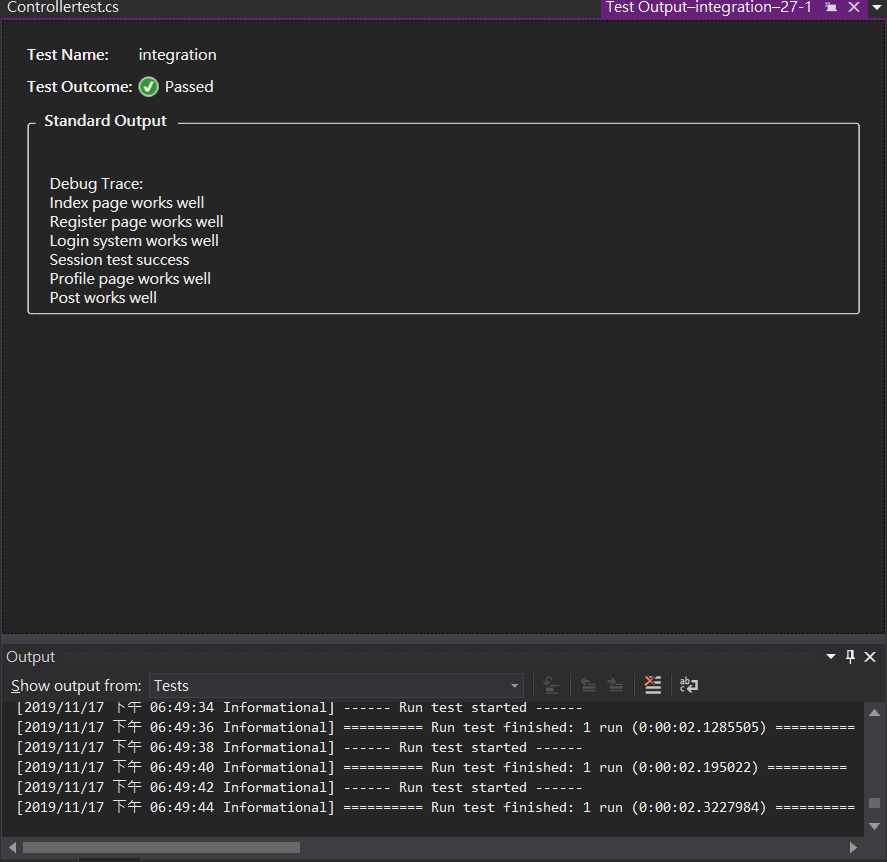 Controllertest.cs
Test Output–integration–27-1
Test Name: integration
Test Outcome: Passed
Standard Output
Debug Trace:
Index page works well
Register page works well
Login system works well
Session test success
Profile page works well
Post works well
Output
Show output from: Tests
[2019/11/17 下午 06:49:34 Informational] ------ Run test started ------
[2019/11/17 下午 06:49:36 Informational] ========== Run test finished: 1 run (0:00:02.1285505) ==========
[2019/11/17 下午 06:49:38 Informational] ------ Run test started ------
[2019/11/17 下午 06:49:40 Informational] ========== Run test finished: 1 run (0:00:02.195022) ==========
[2019/11/17 下午 06:49:42 Informational] ------ Run test started ------
[2019/11/17 下午 06:49:44 Informational] ========== Run test finished: 1 run (0:00:02.3227984) ==========